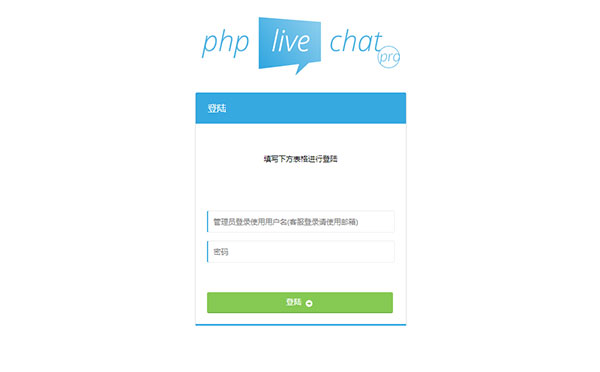 php live chat pro
登陆
填写下方表格进行登陆
管理员登录使用用户名(客服登录请使用邮箱)
密码
登陆